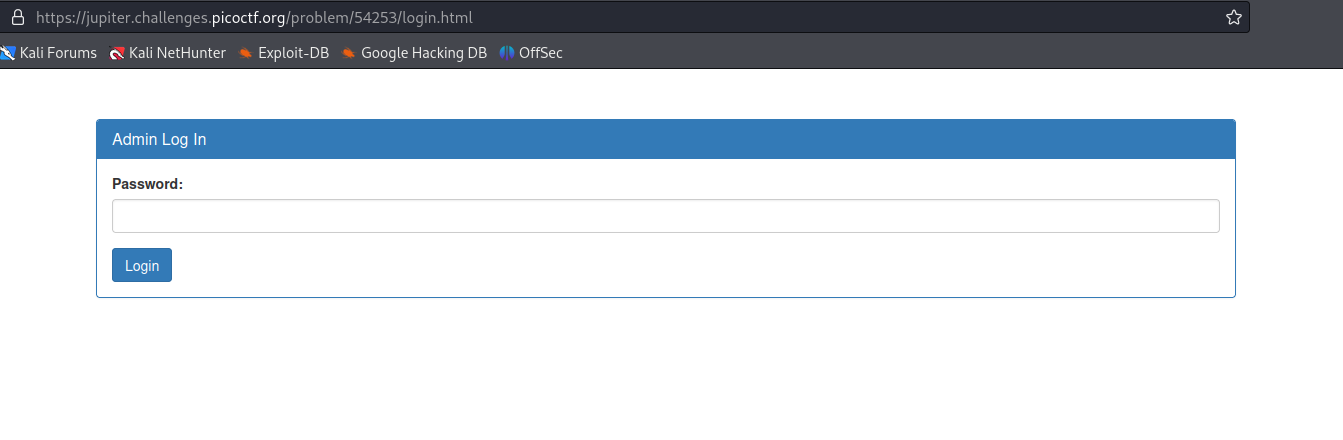 https://jupiter.challenges.picoctf.org/problem/54253/login.html
Kali Forums Kali NetHunter Exploit-DB Google Hacking DB OffSec
Admin Log In
Password:
Login